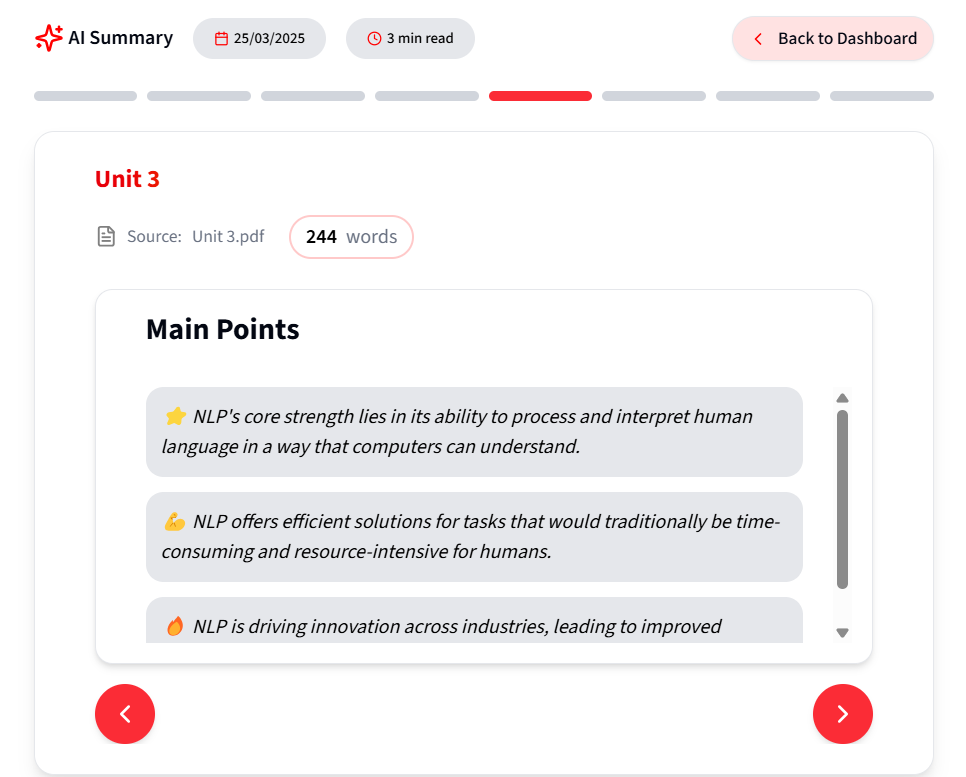 AI Summary
25/03/2025
3 min read
Back to Dashboard
Unit 3
Source: Unit 3.pdf
244 words
Main Points
⭐ NLP's core strength lies in its ability to process and interpret human
language in a way that computers can understand.
💪 NLP offers efficient solutions for tasks that would traditionally be time-
consuming and resource-intensive for humans.
🔥 NLP is driving innovation across industries, leading to improved